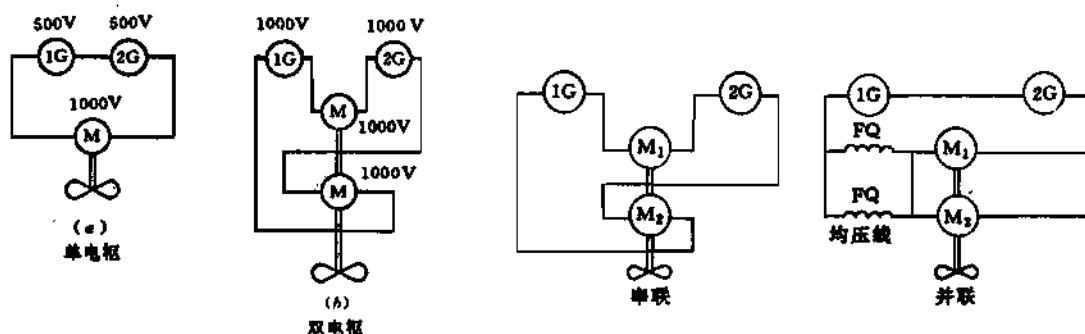 500V 500V
1G 2G
1000V
M
(a)
单电枢
1000V 1000V
1G 2G
M
1000V
1000V
M
(b)
双电枢
1G 2G
M₁
M₂
串联
1G 2G
FQ
M₁
FQ
M₂
均压线
并联